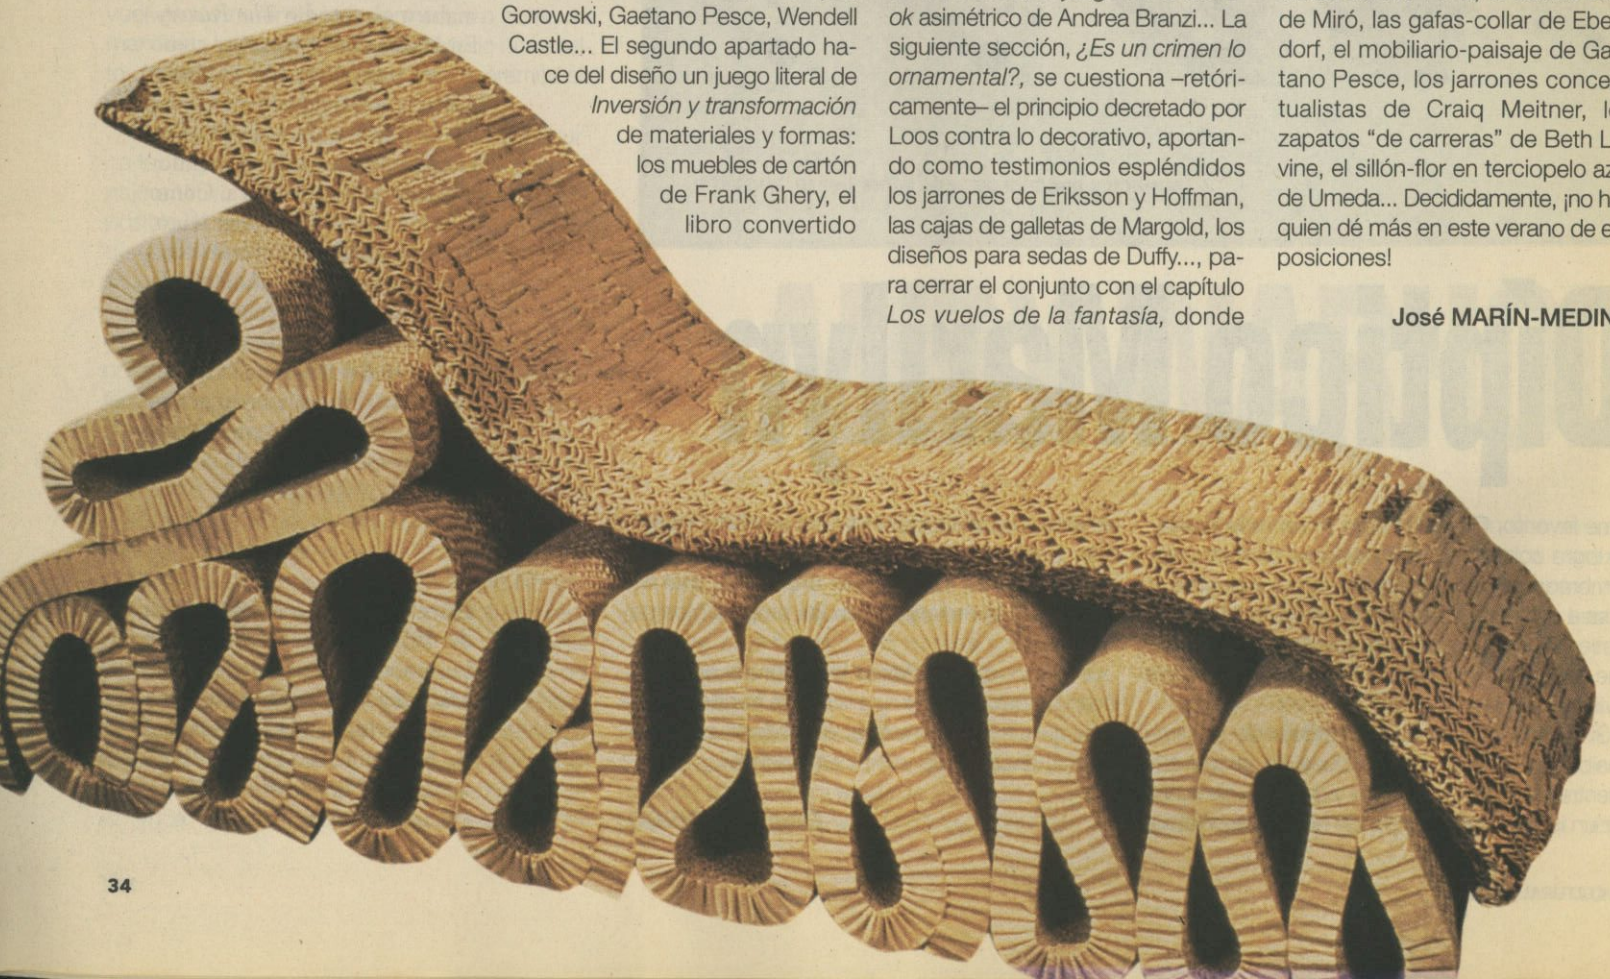 Gorowski, Gaetano Pesce, Wendell
Castle... El segundo apartado ha-
ce del diseño un juego literal de
Inversión y transformación
de materiales y formas:
los muebles de cartón
de Frank Ghery, el
libro convertido
ok asimétrico de Andrea Branzi... La
siguiente sección, ¿Es un crimen lo
ornamental?, se cuestiona –retóri-
camente– el principio decretado por
Loos contra lo decorativo, aportan-
do como testimonios espléndidos
los jarrones de Eriksson y Hoffman,
las cajas de galletas de Margold, los
diseños para sedas de Duffy..., pa-
ra cerrar el conjunto con el capítulo
Los vuelos de la fantasía, donde
de Miró, las gafas-collar de Ebe
dorf, el mobiliario-paisaje de Ga
tano Pesce, los jarrones conce
tualistas de Craiq Meitner, l
zapatos “de carreras” de Beth L
vine, el sillón-flor en terciopelo az
de Umeda... Decididamente, ¡no h
quien dé más en este verano de e
posiciones!
José MARÍN-MEDIN
34